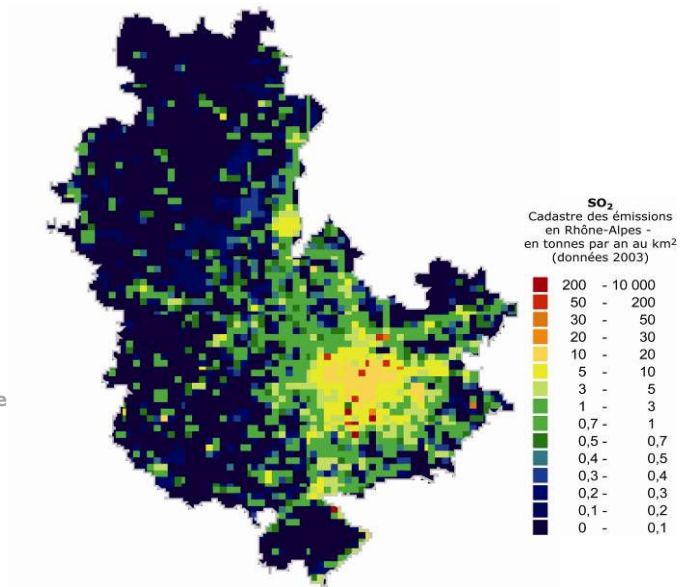 SO₂
Cadastre des émissions
en Rhône-Alpes -
en tonnes par an au km²
(données 2003)
200 - 10 000
50 - 200
30 - 50
20 - 30
10 - 20
5 - 10
3 - 5
1 - 3
0,7 - 1
0,5 - 0,7
0,4 - 0,5
0,3 - 0,4
0,2 - 0,3
0,1 - 0,2
0 - 0,1
e